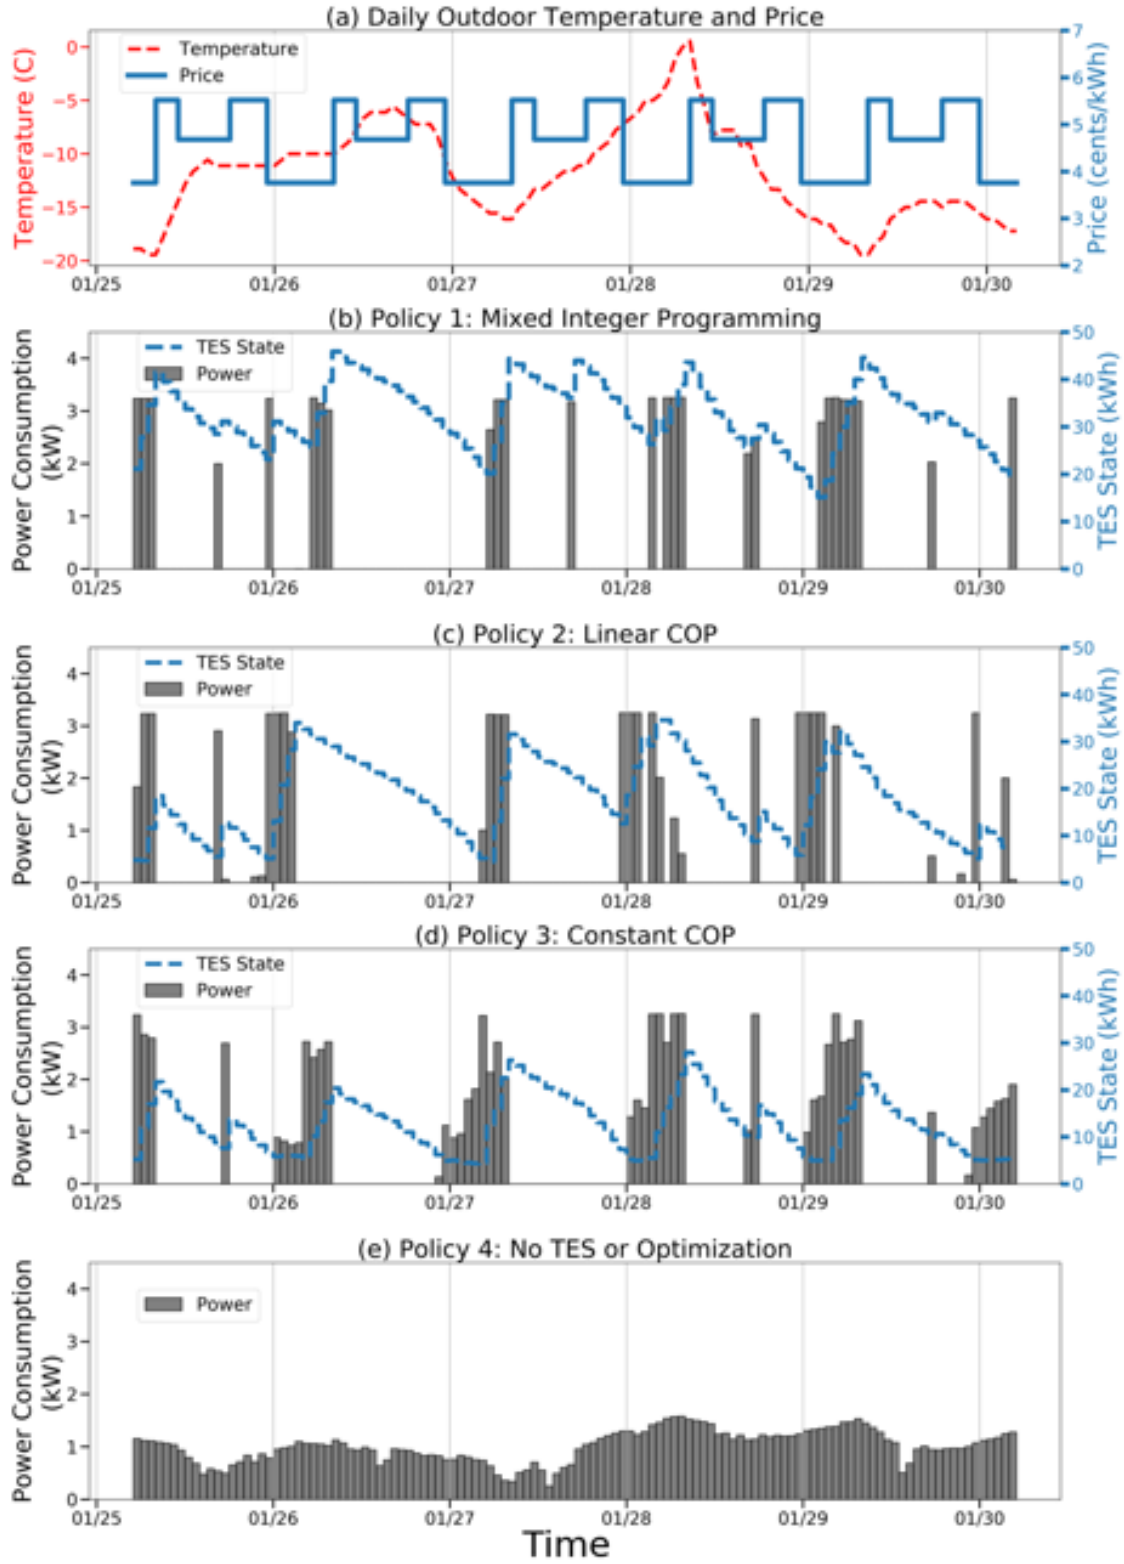 (a) Daily Outdoor Temperature and Price
Temperature (C)
0
−5
−10
−15
−20
Temperature
Price
7
6
5
4
3
2
Price (cents/kWh)
01/25 01/26 01/27 01/28 01/29 01/30
(b) Policy 1: Mixed Integer Programming
Power Consumption
(kW)
4
3
2
1
0
TES State
Power
50
40
30
20
10
0
TES State (kWh)
01/25 01/26 01/27 01/28 01/29 01/30
(c) Policy 2: Linear COP
Power Consumption
(kW)
4
3
2
1
0
TES State
Power
50
40
30
20
10
0
TES State (kWh)
01/25 01/26 01/27 01/28 01/29 01/30
(d) Policy 3: Constant COP
Power Consumption
(kW)
4
3
2
1
0
TES State
Power
50
40
30
20
10
0
TES State (kWh)
01/25 01/26 01/27 01/28 01/29 01/30
(e) Policy 4: No TES or Optimization
Power Consumption
(kW)
4
3
2
1
0
Power
01/25 01/26 01/27 01/28 01/29 01/30
Time